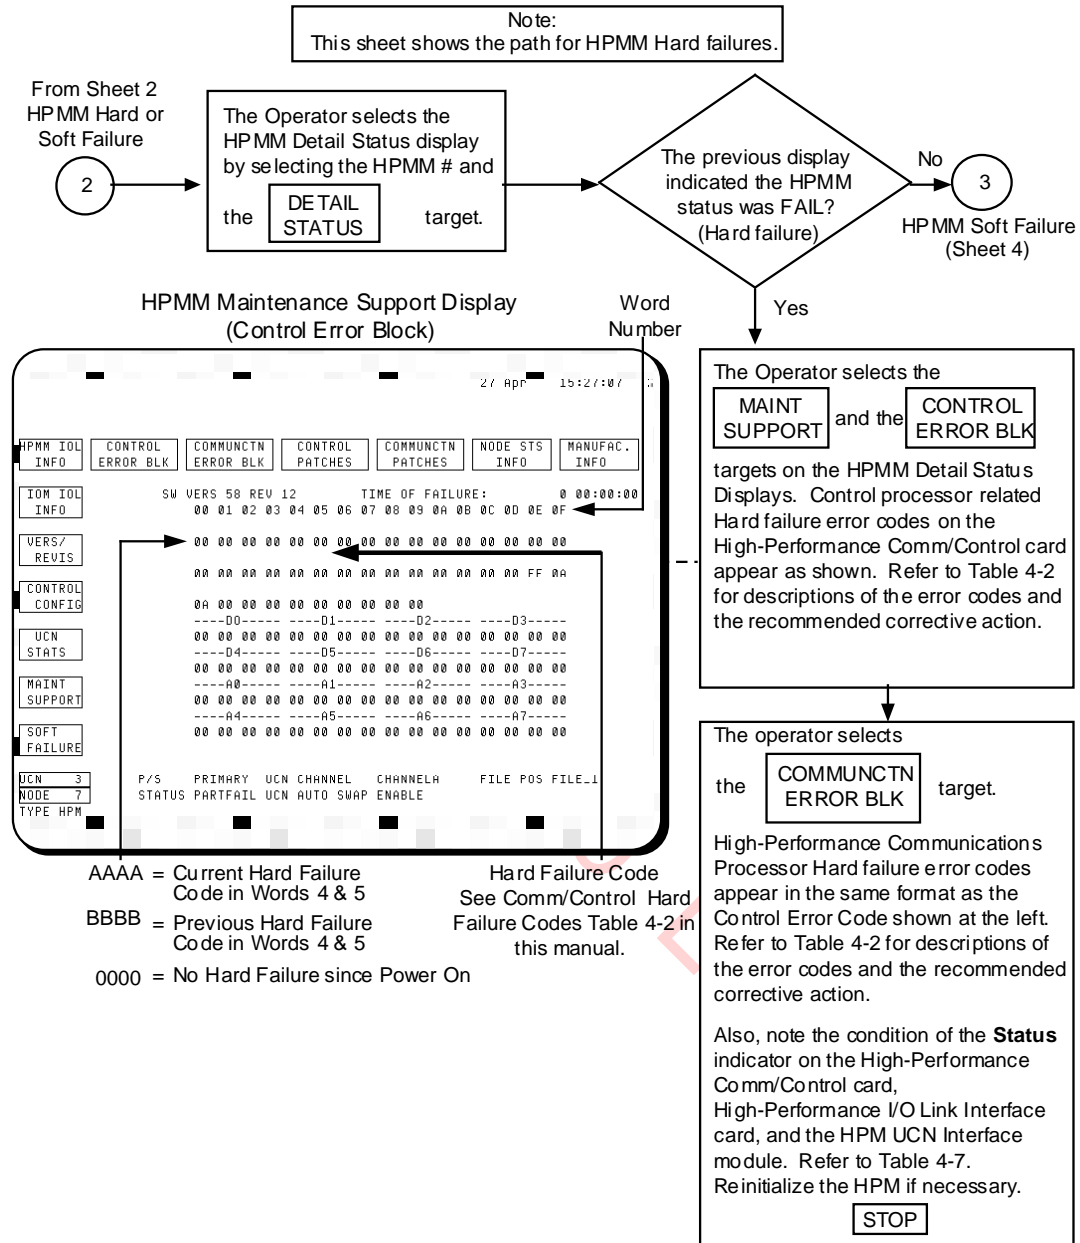 Note:
This sheet shows the path for HPMM Hard failures.
From Sheet 2
HPMM Hard or
Soft Failure
2
The Operator selects the
HPMM Detail Status display
by selecting the HPMM # and
the DETAIL STATUS target.
The previous display
indicated the HPMM
status was FAIL?
(Hard failure)
No
3
HPMM Soft Failure
(Sheet 4)
Yes
HPMM Maintenance Support Display
(Control Error Block)
Word
Number
27 Apr 15:27:07
HPMM IOL INFO
CONTROL ERROR BLK
COMMUNCTN ERROR BLK
CONTROL PATCHES
COMMUNCTN PATCHES
NODE STS INFO
MANUFAC. INFO
IOM IOL INFO
VERS/ REVIS
CONTROL CONFIG
UCN STATS
MAINT SUPPORT
SOFT FAILURE
SW VERS 58 REV 12 TIME OF FAILURE: 0 00:00:00
00 01 02 03 04 05 06 07 08 09 0A 0B 0C 0D 0E 0F
00 00 00 00 00 00 00 00 00 00 00 00 00 00 00 00
00 00 00 00 00 00 00 00 00 00 00 00 00 00 FF 0A
0A 00 00 00 00 00 00 00 00 00
----D0----- ----D1----- ----D2----- ----D3-----
00 00 00 00 00 00 00 00 00 00 00 00 00 00 00 00
----D4----- ----D5----- ----D6----- ----D7-----
00 00 00 00 00 00 00 00 00 00 00 00 00 00 00 00
----A0----- ----A1----- ----A2----- ----A3-----
00 00 00 00 00 00 00 00 00 00 00 00 00 00 00 00
----A4----- ----A5----- ----A6----- ----A7-----
00 00 00 00 00 00 00 00 00 00 00 00 00 00 00 00
UCN 3
NODE 7
TYPE HPM
P/S PRIMARY UCN CHANNEL CHANNELA FILE POS FILE_1
STATUS PARTFAIL UCN AUTO SWAP ENABLE
AAAA = Current Hard Failure
Code in Words 4 & 5
BBBB = Previous Hard Failure
Code in Words 4 & 5
0000 = No Hard Failure since Power On
Hard Failure Code
See Comm/Control Hard
Failure Codes Table 4-2 in
this manual.
The Operator selects the
MAINT SUPPORT and the CONTROL ERROR BLK
targets on the HPMM Detail Status
Displays. Control processor related
Hard failure error codes on the
High-Performance Comm/Control card
appear as shown. Refer to Table 4-2
for descriptions of the error codes and
the recommended corrective action.
The operator selects
the COMMUNCTN ERROR BLK target.
High-Performance Communications
Processor Hard failure error codes
appear in the same format as the
Control Error Code shown at the left.
Refer to Table 4-2 for descriptions of
the error codes and the recommended
corrective action.
Also, note the condition of the Status
indicator on the High-Performance
Comm/Control card,
High-Performance I/O Link Interface
card, and the HPM UCN Interface
module. Refer to Table 4-7.
Reinitialize the HPM if necessary.
STOP